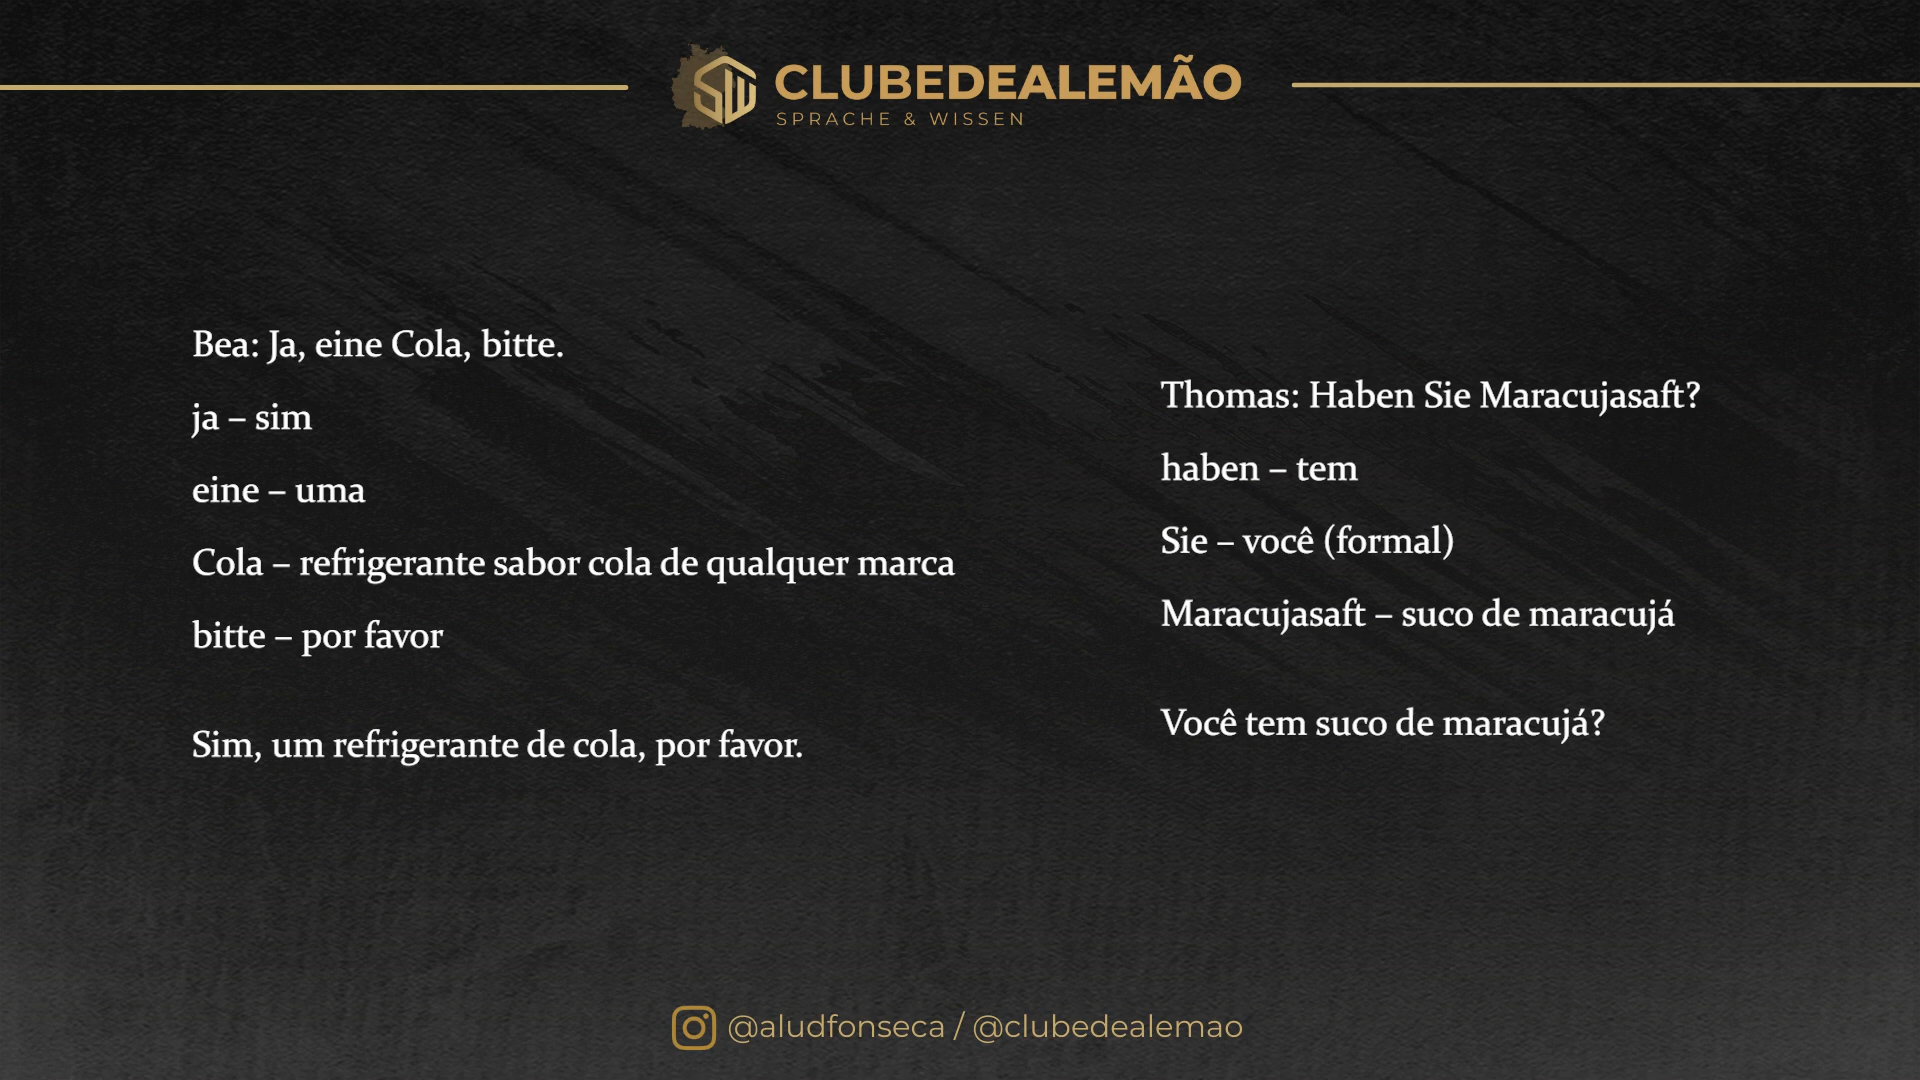 CLUBEDEALEMÃO
SPRACHE & WISSEN
Bea: Ja, eine Cola, bitte.
ja – sim
eine – uma
Cola – refrigerante sabor cola de qualquer marca
bitte – por favor
Sim, um refrigerante de cola, por favor.
Thomas: Haben Sie Maracujasaft?
haben – tem
Sie – você (formal)
Maracujasaft – suco de maracujá
Você tem suco de maracujá?
@aludfonseca / @clubedealemao